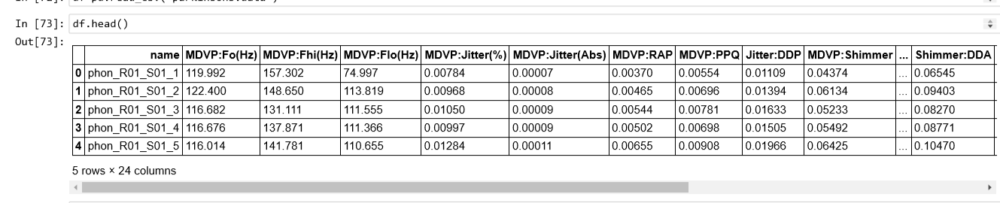 In [73]: df.head()
Out[73]:
name MDVP:Fo(Hz) MDVP:Fhi(Hz) MDVP:Flo(Hz) MDVP:Jitter(%) MDVP:Jitter(Abs) MDVP:RAP MDVP:PPQ Jitter:DDP MDVP:Shimmer ... Shimmer:DDA
0 phon_R01_S01_1 119.992 157.302 74.997 0.00784 0.00007 0.00370 0.00554 0.01109 0.04374 ... 0.06545
1 phon_R01_S01_2 122.400 148.650 113.819 0.00968 0.00008 0.00465 0.00696 0.01394 0.06134 ... 0.09403
2 phon_R01_S01_3 116.682 131.111 111.555 0.01050 0.00009 0.00544 0.00781 0.01633 0.05233 ... 0.08270
3 phon_R01_S01_4 116.676 137.871 111.366 0.00997 0.00009 0.00502 0.00698 0.01505 0.05492 ... 0.08771
4 phon_R01_S01_5 116.014 141.781 110.655 0.01284 0.00011 0.00655 0.00908 0.01966 0.06425 ... 0.10470
5 rows × 24 columns